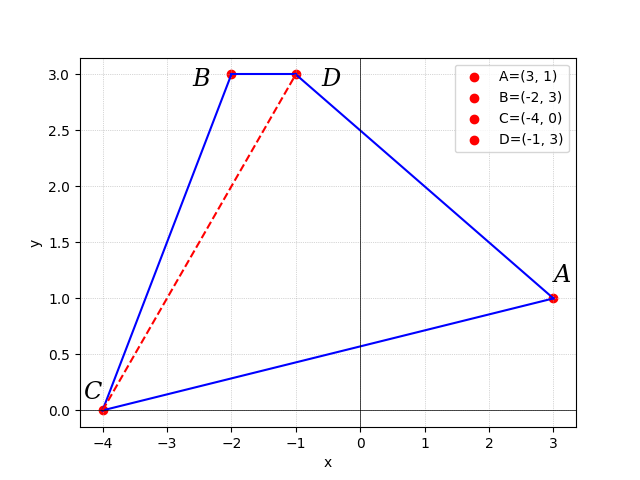 B
D
A=(3, 1)
B=(-2, 3)
C=(-4, 0)
D=(-1, 3)
A
C
3.0
2.5
2.0
1.5
1.0
0.5
0.0
y
−4 −3 −2 −1 0 1 2 3
x